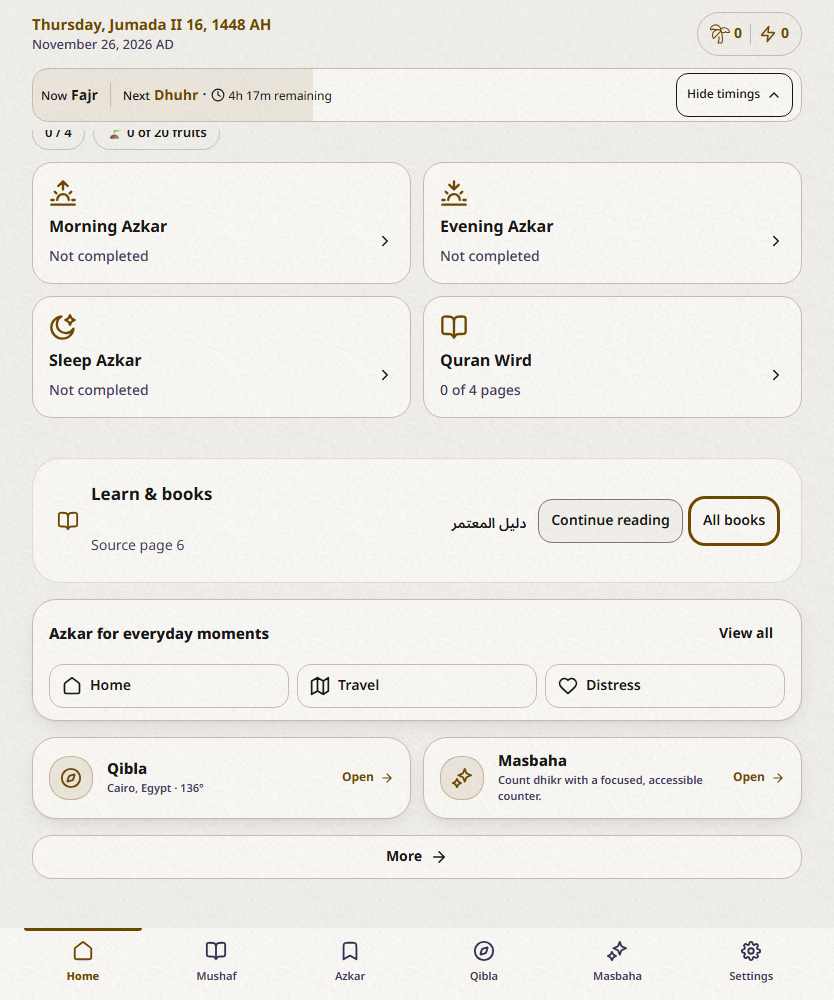 Thursday, Jumada II 16, 1448 AH
November 26, 2026 AD
0
0
Now Fajr
Next Dhuhr · 4h 17m remaining
Hide timings
0 / 4
0 of 20 fruits
Morning Azkar
Not completed
Evening Azkar
Not completed
Sleep Azkar
Not completed
Quran Wird
0 of 4 pages
Learn & books
Source page 6
دليل المعتمر
Continue reading
All books
Azkar for everyday moments
View all
Home
Travel
Distress
Qibla
Cairo, Egypt · 136°
Open
Masbaha
Count dhikr with a focused, accessible
counter.
Open
More
Home
Mushaf
Azkar
Qibla
Masbaha
Settings